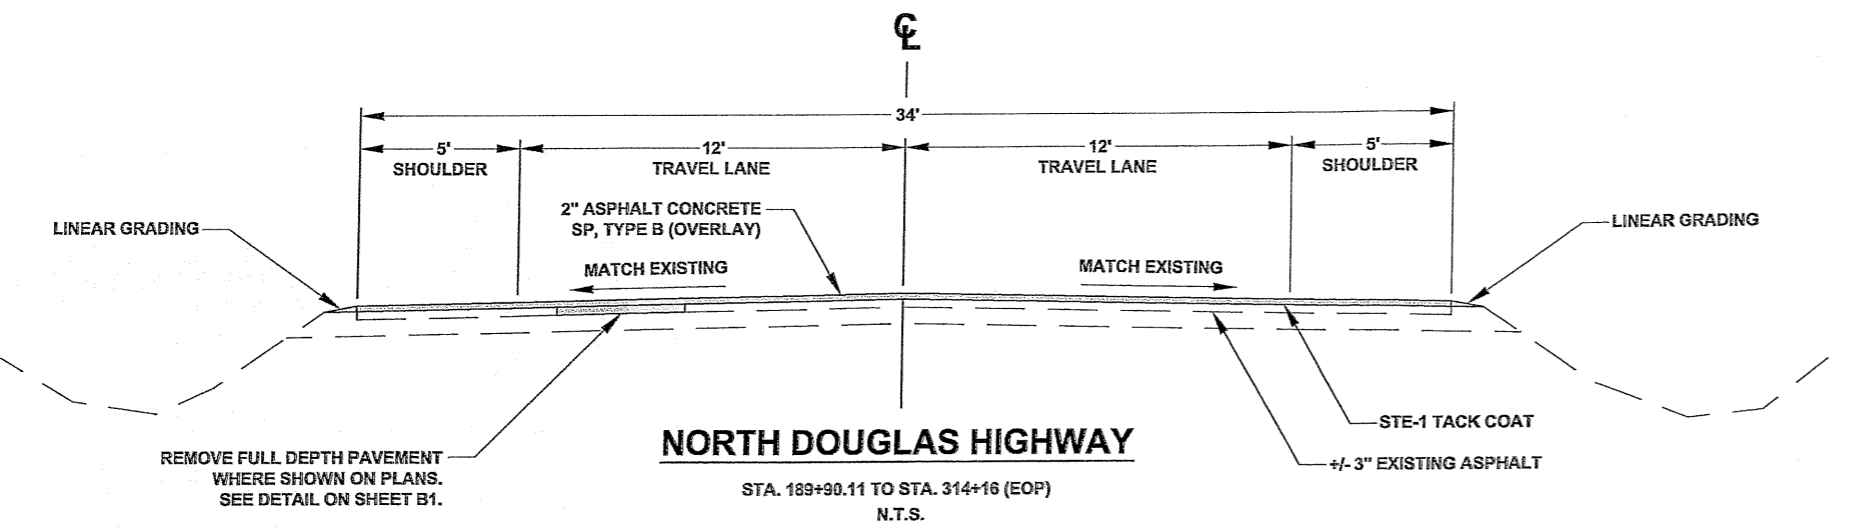 ℄
34'
5'
SHOULDER
12'
TRAVEL LANE
12'
TRAVEL LANE
5'
SHOULDER
LINEAR GRADING
2" ASPHALT CONCRETE
SP, TYPE B (OVERLAY)
LINEAR GRADING
MATCH EXISTING
MATCH EXISTING
STE-1 TACK COAT
+/- 3" EXISTING ASPHALT
REMOVE FULL DEPTH PAVEMENT
WHERE SHOWN ON PLANS.
SEE DETAIL ON SHEET B1.
NORTH DOUGLAS HIGHWAY
STA. 189+90.11 TO STA. 314+16 (EOP)
N.T.S.